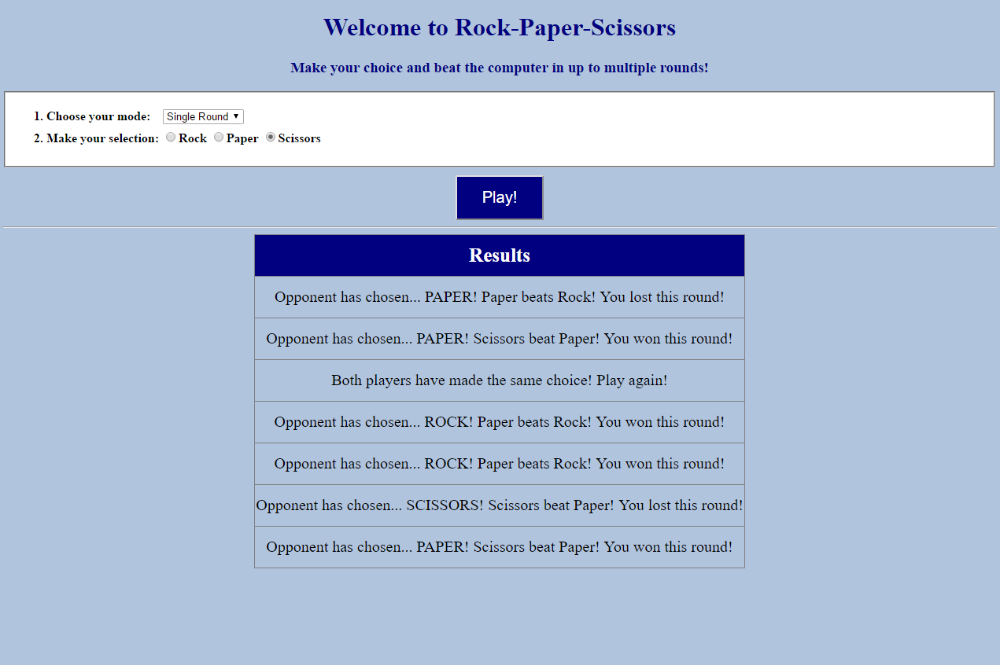 Welcome to Rock-Paper-Scissors
Make your choice and beat the computer in up to multiple rounds!
1. Choose your mode: Single Round
2. Make your selection: Rock Paper Scissors
Play!
Results
Opponent has chosen... PAPER! Paper beats Rock! You lost this round!
Opponent has chosen... PAPER! Scissors beat Paper! You won this round!
Both players have made the same choice! Play again!
Opponent has chosen... ROCK! Paper beats Rock! You won this round!
Opponent has chosen... ROCK! Paper beats Rock! You won this round!
Opponent has chosen... SCISSORS! Scissors beat Paper! You lost this round!
Opponent has chosen... PAPER! Scissors beat Paper! You won this round!